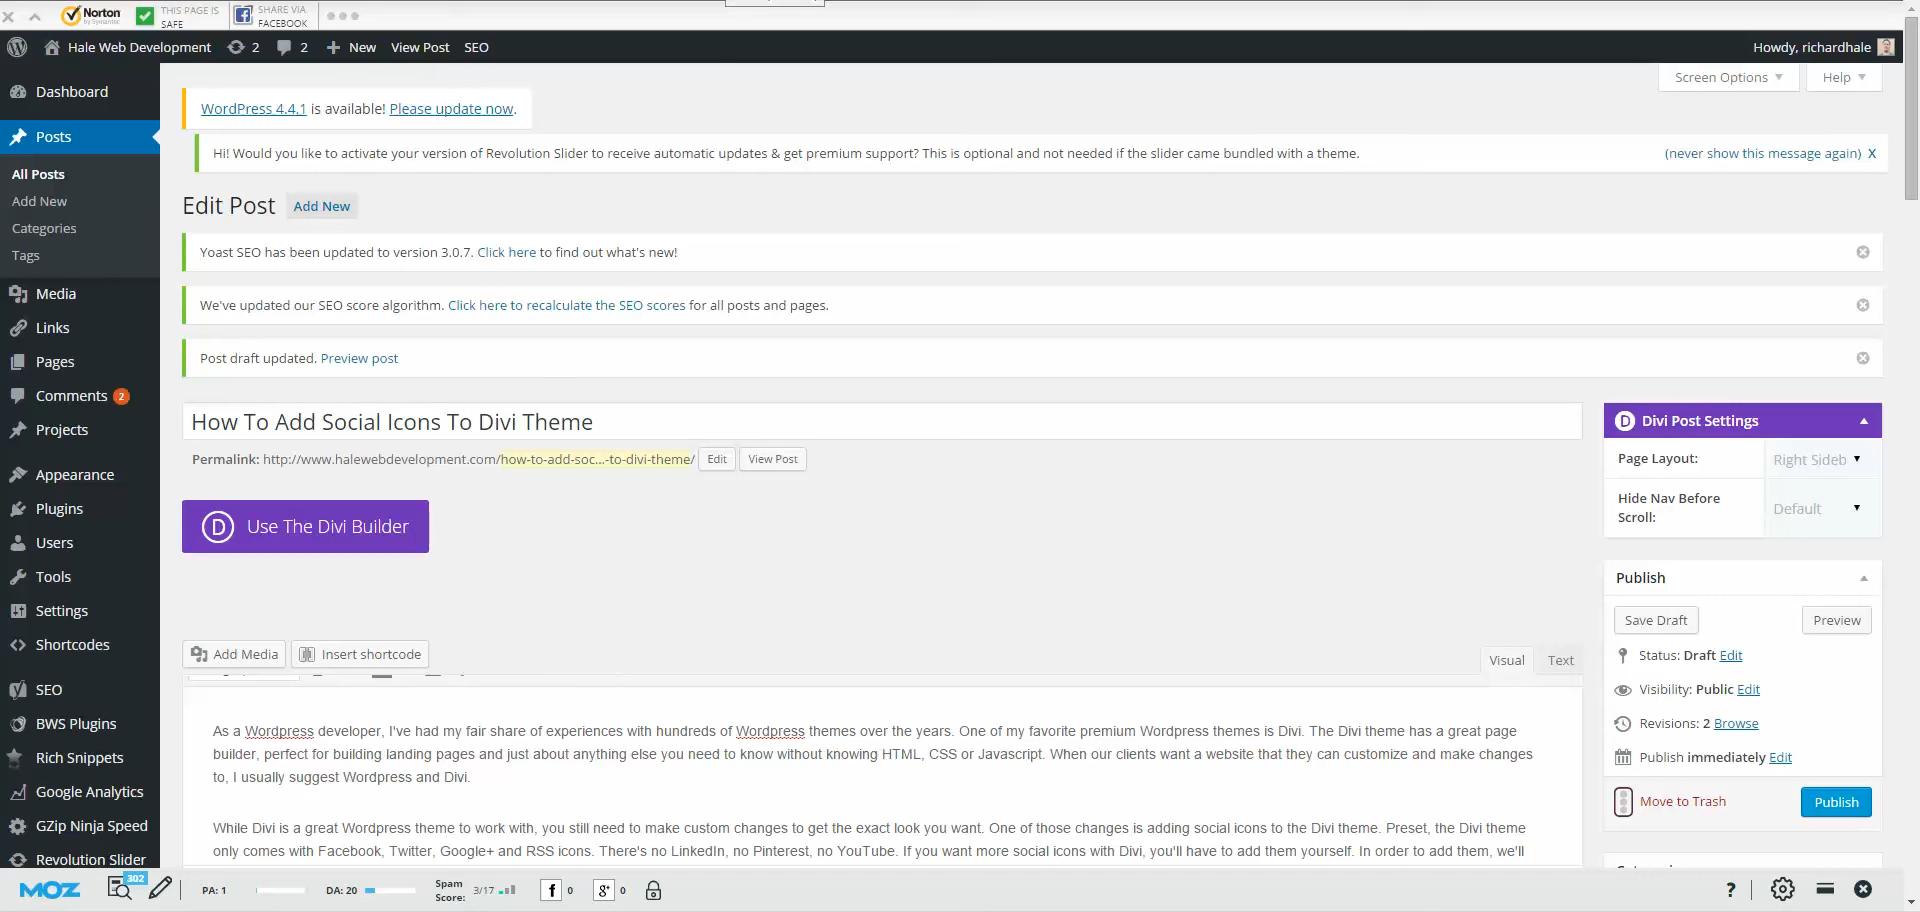 Norton
by Symantec
THIS PAGE IS
SAFE
SHARE VIA
FACEBOOK
Hale Web Development 2 2 New View Post SEO
Howdy, richardhale
Screen Options
Help
Dashboard
Posts
All Posts
Add New
Categories
Tags
Media
Links
Pages
Comments 2
Projects
Appearance
Plugins
Users
Tools
Settings
Shortcodes
SEO
BWS Plugins
Rich Snippets
Google Analytics
GZip Ninja Speed
Revolution Slider
WordPress 4.4.1 is available! Please update now.
Hi! Would you like to activate your version of Revolution Slider to receive automatic updates & get premium support? This is optional and not needed if the slider came bundled with a theme. (never show this message again) X
Edit Post Add New
Yoast SEO has been updated to version 3.0.7. Click here to find out what's new!
We've updated our SEO score algorithm. Click here to recalculate the SEO scores for all posts and pages.
Post draft updated. Preview post
How To Add Social Icons To Divi Theme
Permalink: http://www.halewebdevelopment.com/how-to-add-soc...-to-divi-theme/ Edit View Post
D Use The Divi Builder
Add Media Insert shortcode
Visual Text
As a Wordpress developer, I've had my fair share of experiences with hundreds of Wordpress themes over the years. One of my favorite premium Wordpress themes is Divi. The Divi theme has a great page
builder, perfect for building landing pages and just about anything else you need to know without knowing HTML, CSS or Javascript. When our clients want a website that they can customize and make changes
to, I usually suggest Wordpress and Divi.
While Divi is a great Wordpress theme to work with, you still need to make custom changes to get the exact look you want. One of those changes is adding social icons to the Divi theme. Preset, the Divi theme
only comes with Facebook, Twitter, Google+ and RSS icons. There's no LinkedIn, no Pinterest, no YouTube. If you want more social icons with Divi, you'll have to add them yourself. In order to add them, we'll
D Divi Post Settings
Page Layout: Right Sideb
Hide Nav Before
Scroll:
Default
Publish
Save Draft Preview
Status: Draft Edit
Visibility: Public Edit
Revisions: 2 Browse
Publish immediately Edit
Move to Trash Publish
MOZ 302 PA: 1 DA: 20
Spam
Score:
3/17 f 0 g+ 0
?